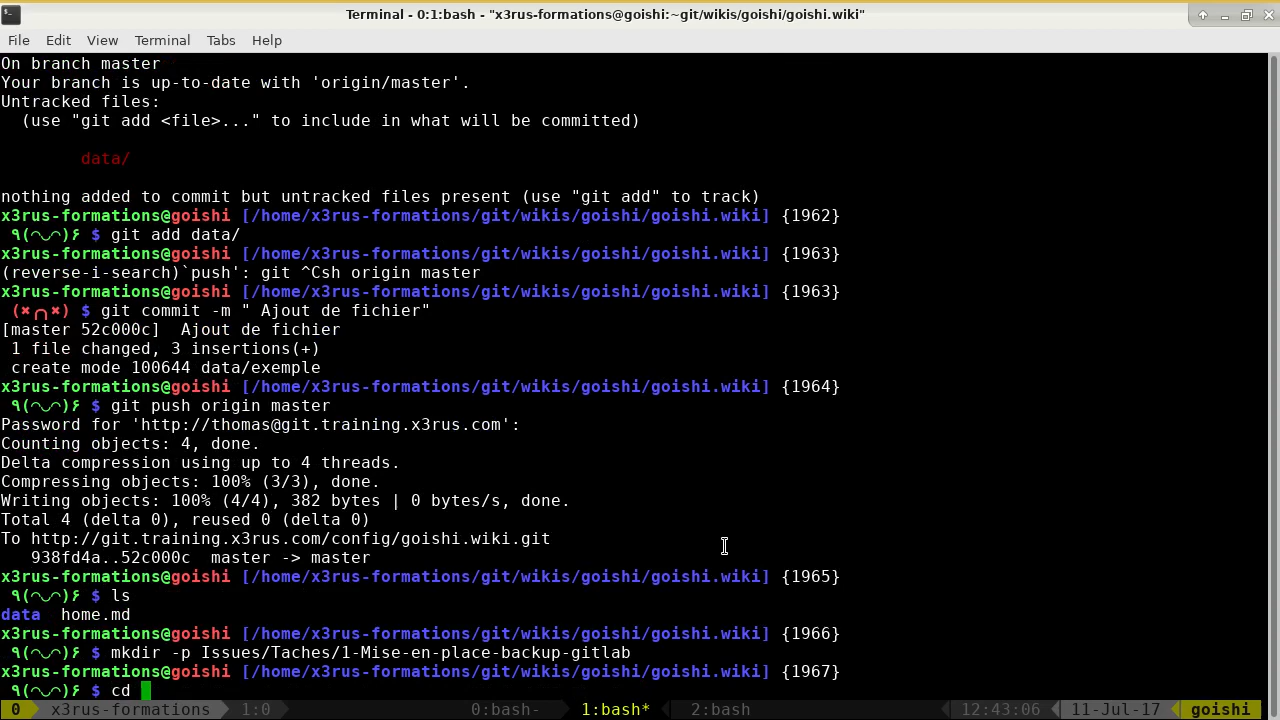 Terminal - 0:1:bash - "x3rus-formations@goishi:~git/wikis/goishi/goishi.wiki"
File Edit View Terminal Tabs Help
On branch master
Your branch is up-to-date with 'origin/master'.
Untracked files:
  (use "git add <file>..." to include in what will be committed)
        data/
nothing added to commit but untracked files present (use "git add" to track)
x3rus-formations@goishi [/home/x3rus-formations/git/wikis/goishi/goishi.wiki] {1962}
 ٩(◠◡◠)۶ $ git add data/
x3rus-formations@goishi [/home/x3rus-formations/git/wikis/goishi/goishi.wiki] {1963}
(reverse-i-search)`push': git ^Csh origin master
x3rus-formations@goishi [/home/x3rus-formations/git/wikis/goishi/goishi.wiki] {1963}
 (✖╭╮✖) $ git commit -m " Ajout de fichier"
[master 52c000c]  Ajout de fichier
 1 file changed, 3 insertions(+)
 create mode 100644 data/exemple
x3rus-formations@goishi [/home/x3rus-formations/git/wikis/goishi/goishi.wiki] {1964}
 ٩(◠◡◠)۶ $ git push origin master
Password for 'http://thomas@git.training.x3rus.com':
Counting objects: 4, done.
Delta compression using up to 4 threads.
Compressing objects: 100% (3/3), done.
Writing objects: 100% (4/4), 382 bytes | 0 bytes/s, done.
Total 4 (delta 0), reused 0 (delta 0)
To http://git.training.x3rus.com/config/goishi.wiki.git
   938fd4a..52c000c  master -> master
x3rus-formations@goishi [/home/x3rus-formations/git/wikis/goishi/goishi.wiki] {1965}
 ٩(◠◡◠)۶ $ ls
data  home.md
x3rus-formations@goishi [/home/x3rus-formations/git/wikis/goishi/goishi.wiki] {1966}
 ٩(◠◡◠)۶ $ mkdir -p Issues/Taches/1-Mise-en-place-backup-gitlab
x3rus-formations@goishi [/home/x3rus-formations/git/wikis/goishi/goishi.wiki] {1967}
 ٩(◠◡◠)۶ $ cd
0 x3rus-formations 1:0 0:bash- 1:bash* 2:bash 12:43:06 11-Jul-17 goishi